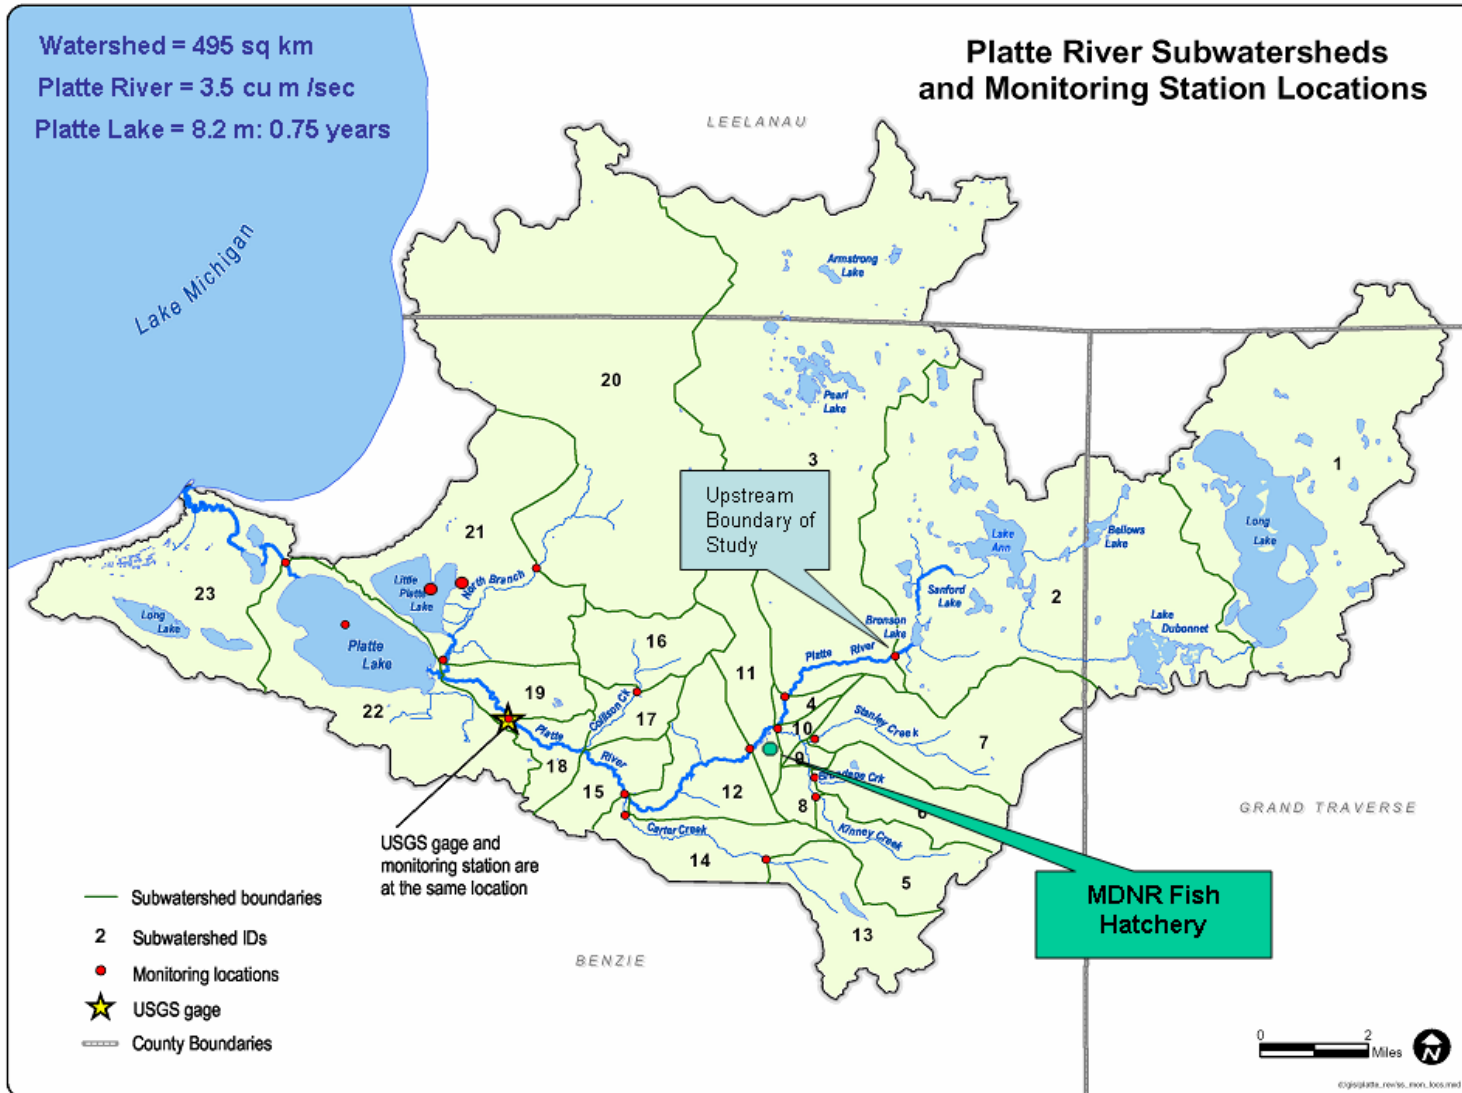 Watershed = 495 sq km
Platte River = 3.5 cu m /sec
Platte Lake = 8.2 m: 0.75 years
Platte River Subwatersheds
and Monitoring Station Locations
LEELANAU
Lake Michigan
Armstrong
Lake
20
Pearl
Lake
3
1
Upstream
Boundary of
Study
21
Long
Lake
Lake
Ann
Bellows
Lake
North Branch
Little
Platte
Lake
23
Sanford
Lake
2
Long
Lake
Bronson
Lake
Lake
Dubonnet
Platte
Lake
16
Platte River
11
19
Collison Ck
17
4
10
Stanley Creek
7
22
Platte
River
9
18
15
12
8
6
Carter Creek
Kinney Creek
GRAND TRAVERSE
USGS gage and
monitoring station are
at the same location
14
5
MDNR Fish
Hatchery
13
BENZIE
Subwatershed boundaries
2 Subwatershed IDs
Monitoring locations
USGS gage
County Boundaries
0 2
Miles
N